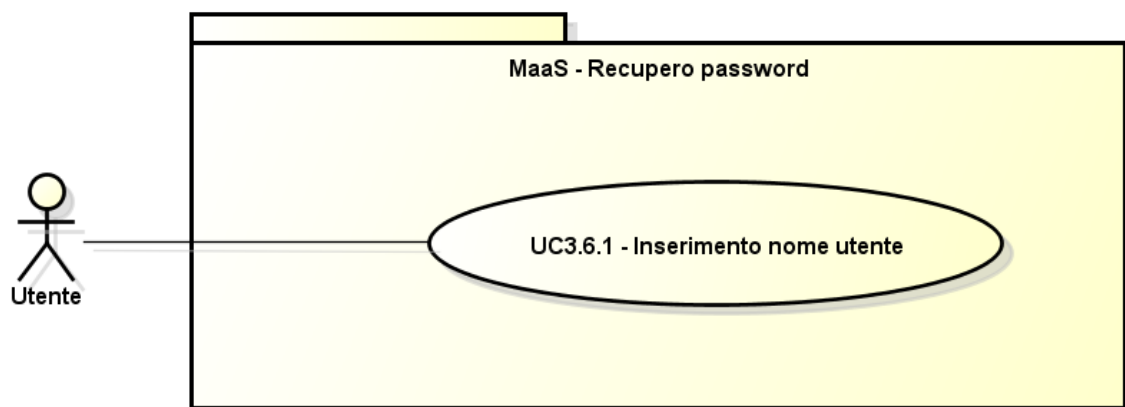 MaaS - Recupero password
UC3.6.1 - Inserimento nome utente
Utente